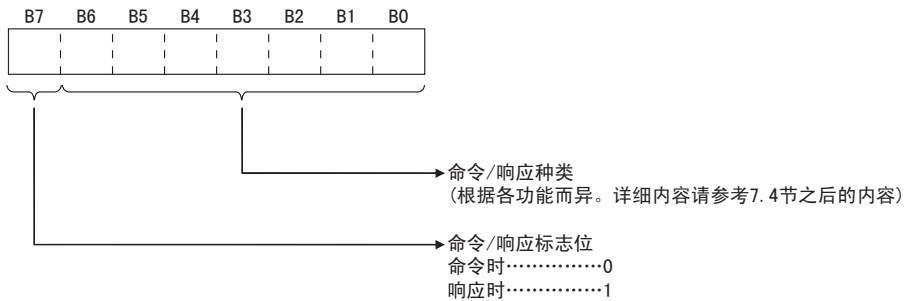 B7 B6 B5 B4 B3 B2 B1 B0
命令/响应种类
(根据各功能而异。详细内容请参考7.4节之后的内容)
命令/响应标志位
命令时……………0
响应时……………1